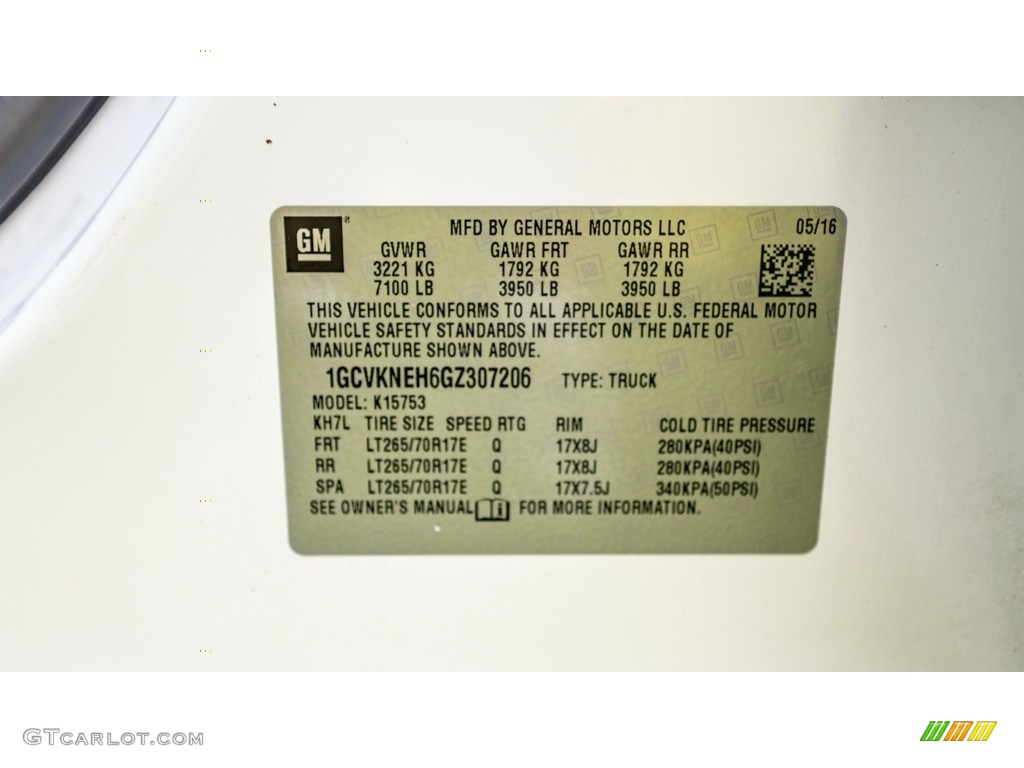 GM
MFD BY GENERAL MOTORS LLC 05/16
GVWR GAWR FRT GAWR RR
3221 KG 1792 KG 1792 KG
7100 LB 3950 LB 3950 LB
THIS VEHICLE CONFORMS TO ALL APPLICABLE U.S. FEDERAL MOTOR
VEHICLE SAFETY STANDARDS IN EFFECT ON THE DATE OF
MANUFACTURE SHOWN ABOVE.
1GCVKNEH6GZ307206 TYPE: TRUCK
MODEL: K15753
KH7L TIRE SIZE SPEED RTG RIM COLD TIRE PRESSURE
FRT LT265/70R17E Q 17X8J 280KPA(40PSI)
RR LT265/70R17E Q 17X8J 280KPA(40PSI)
SPA LT265/70R17E Q 17X7.5J 340KPA(50PSI)
SEE OWNER'S MANUAL FOR MORE INFORMATION.
GTCARLOT.COM